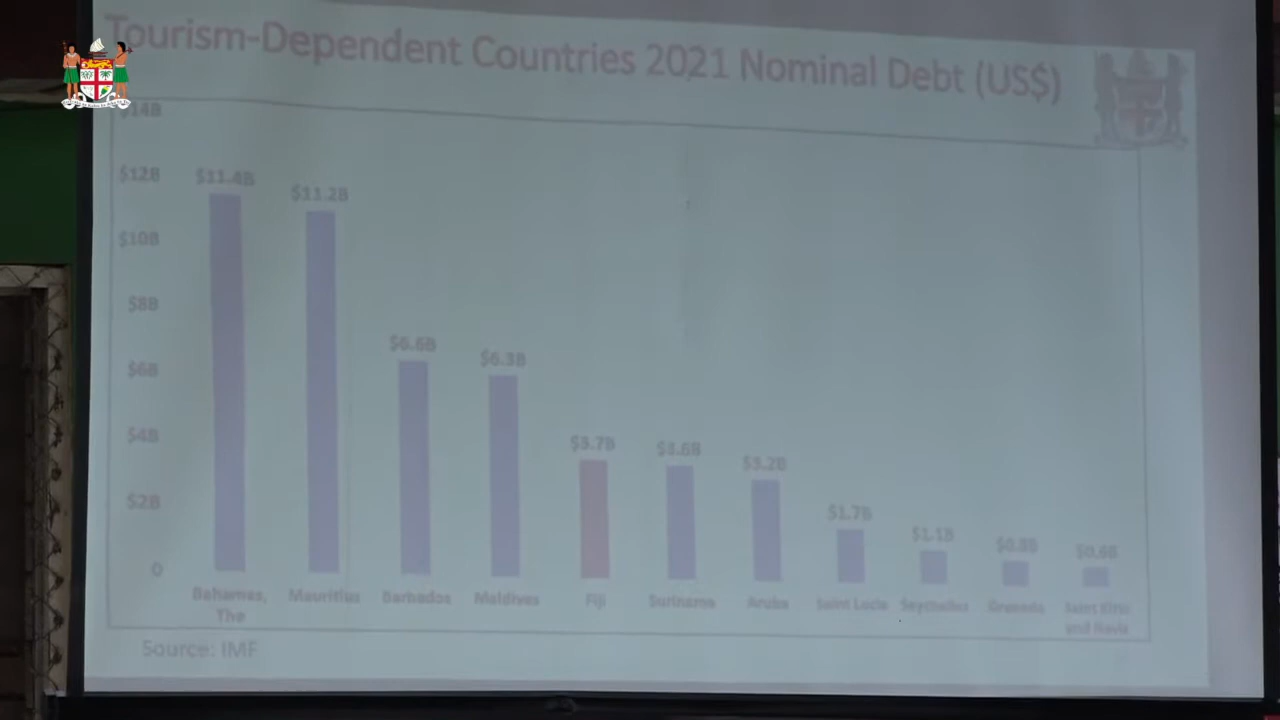 Tourism-Dependent Countries 2021 Nominal Debt (US$)
$14B
$12B
$10B
$8B
$6B
$4B
$2B
0
$11.4B
$11.2B
$6.6B
$6.3B
$3.7B
$3.6B
$3.2B
$1.7B
$1.1B
$0.8B
$0.6B
Bahamas, The
Mauritius
Barbados
Maldives
Fiji
Suriname
Aruba
Saint Lucia
Seychelles
Grenada
Saint Kitts
and Nevis
Source: IMF